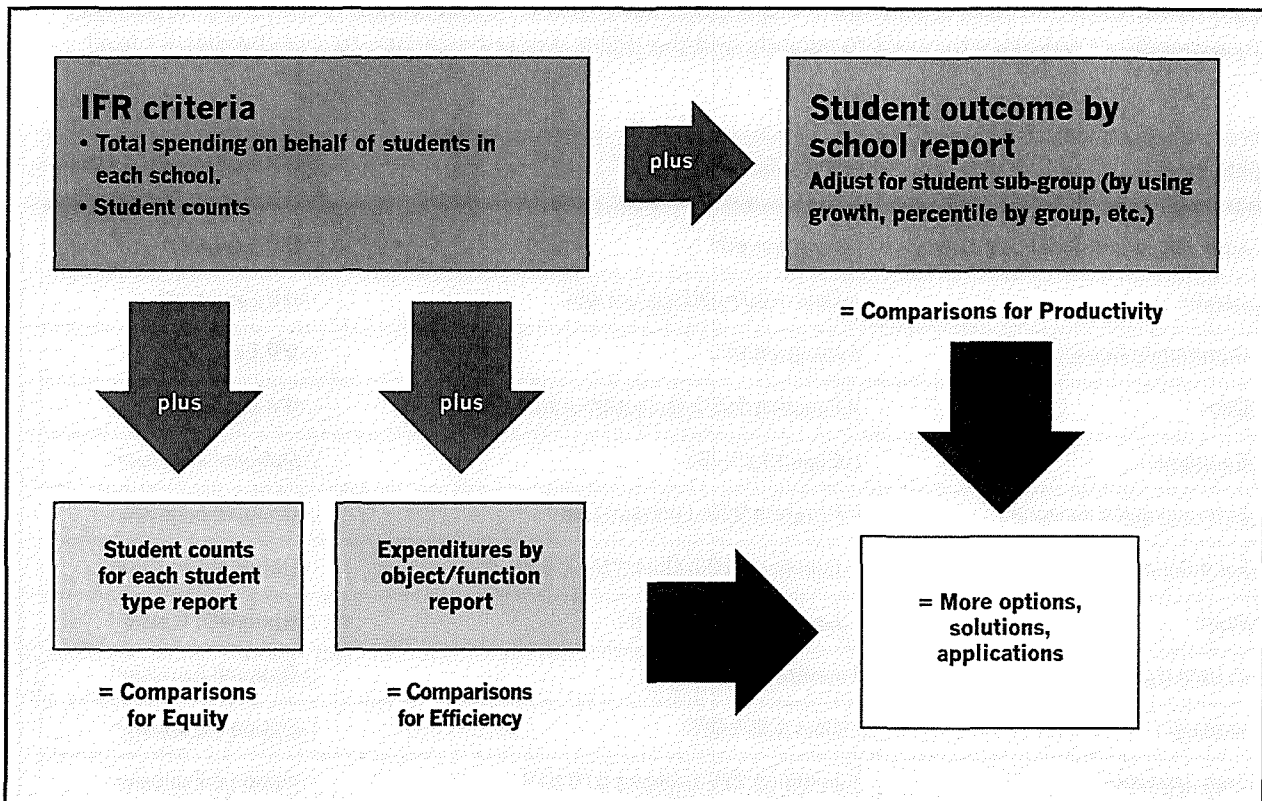 IFR criteria
• Total spending on behalf of students in
each school.
• Student counts
plus
Student outcome by
school report
Adjust for student sub-group (by using
growth, percentile by group, etc.)
= Comparisons for Productivity
plus
plus
Student counts
for each student
type report
Expenditures by
object/function
report
= More options,
solutions,
applications
= Comparisons
for Equity
= Comparisons
for Efficiency